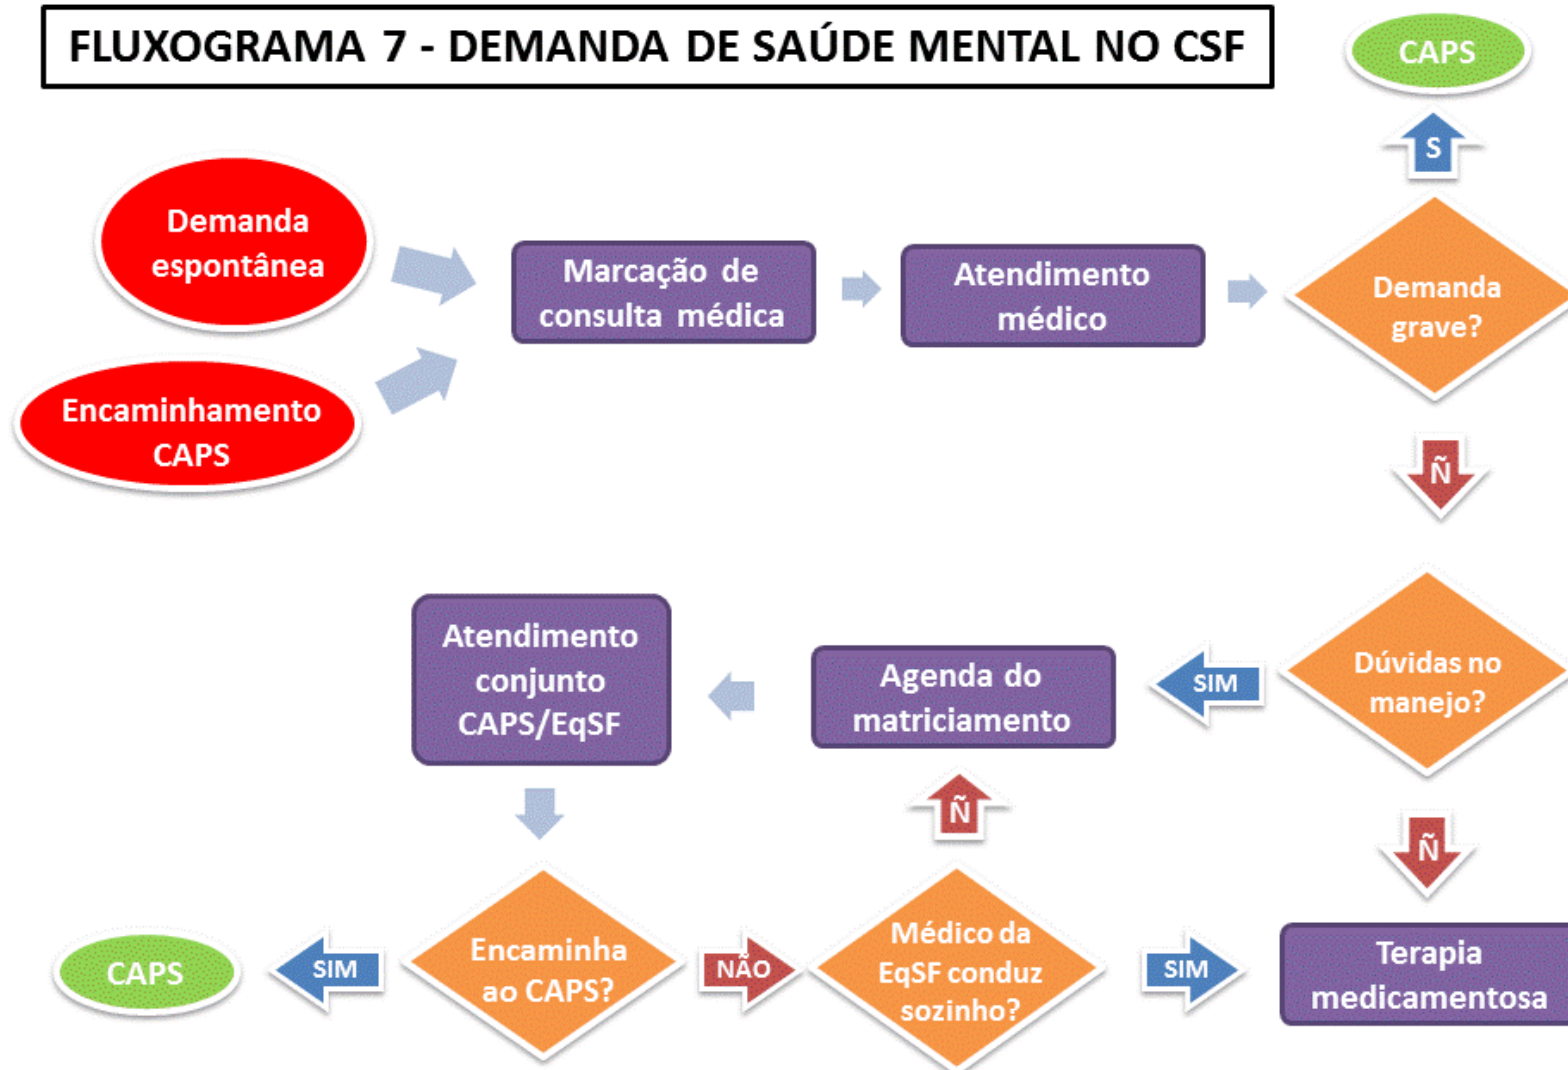 FLUXOGRAMA 7 - DEMANDA DE SAÚDE MENTAL NO CSF
CAPS
S
Demanda
espontânea
Marcação de
consulta médica
Atendimento
médico
Demanda
grave?
Encaminhamento
CAPS
Ñ
Atendimento
conjunto
CAPS/EqSF
Agenda do
matriciamento
SIM
Dúvidas no
manejo?
Ñ
Ñ
CAPS
SIM
Encaminha
ao CAPS?
NÃO
Médico da
EqSF conduz
sozinho?
SIM
Terapia
medicamentosa